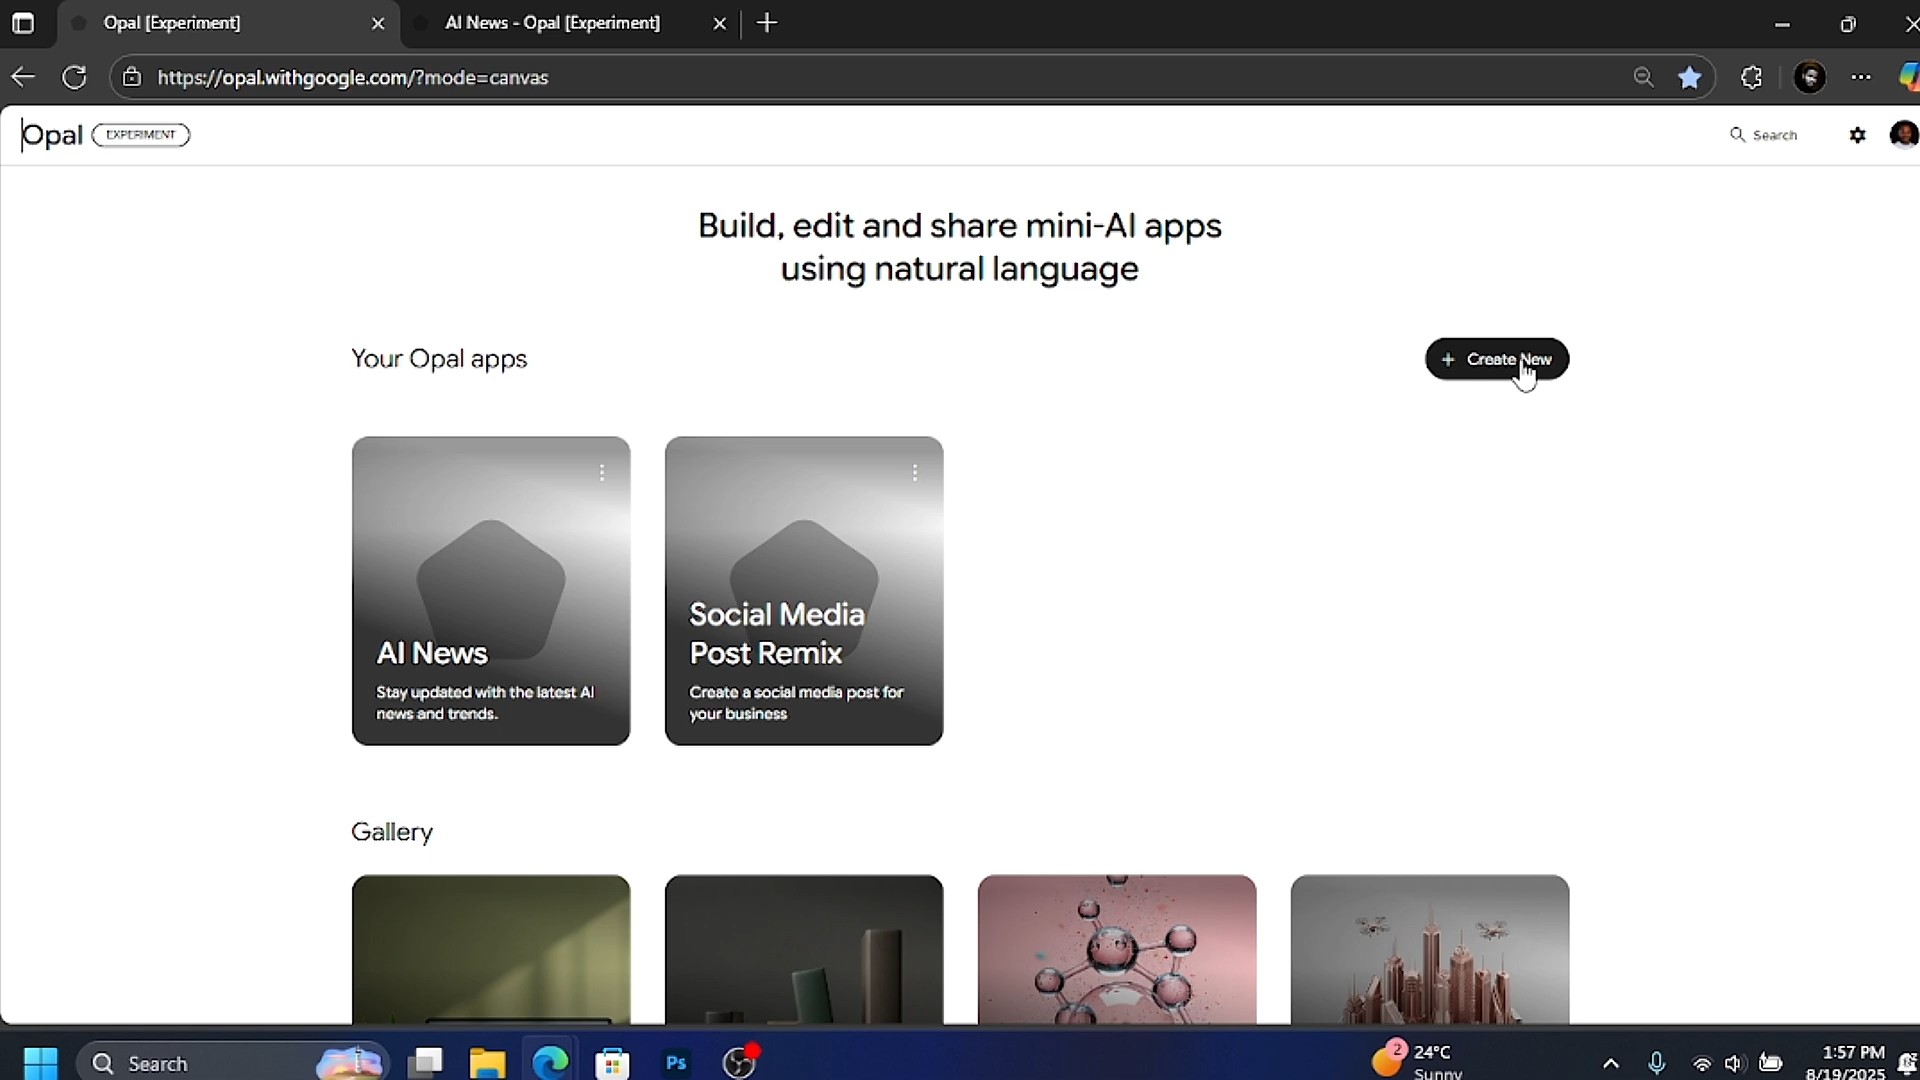 Opal [Experiment]
AI News - Opal [Experiment]
https://opal.withgoogle.com/?mode=canvas
Opal EXPERIMENT
Search
Build, edit and share mini-AI apps
using natural language
Your Opal apps
+ Create New
AI News
Stay updated with the latest AI
news and trends.
Social Media
Post Remix
Create a social media post for
your business
Gallery
Search
Ps
2
24°C
Sunny
1:57 PM
8/19/2025